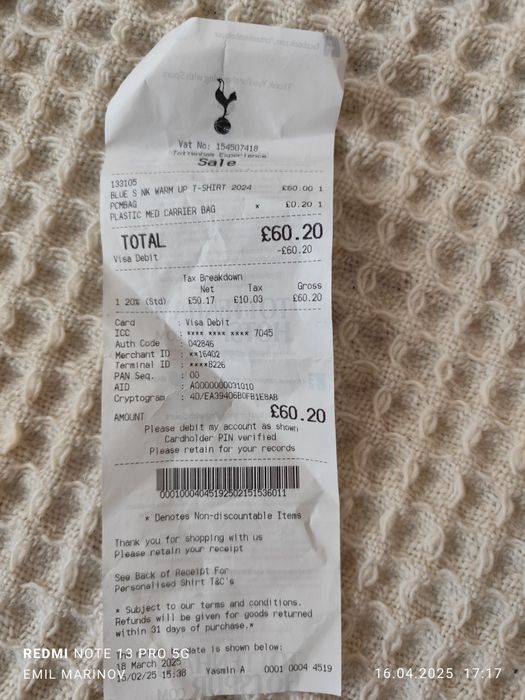 Vat No: 154507418
Tottenham Experience
Sale
133105
BLUE S NK WARM UP T-SHIRT 2024 £60.00 1
PCMBAG
PLASTIC MED CARRIER BAG * £0.20 1
TOTAL £60.20
Visa Debit -£60.20
Tax Breakdown
Net Tax Gross
1 20% (Std) £50.17 £10.03 £60.20
Card : Visa Debit
ICC : **** **** **** 7045
Auth Code : 042846
Merchant ID : **16402
Terminal ID : ****8226
PAN Seq. : 00
AID : A0000000031010
Cryptogram : 40/EA39406B0FB1E8AB
AMOUNT £60.20
Please debit my account as shown
Cardholder PIN verified
Please retain for your records
00010004045192502151536011
* Denotes Non-discountable Items
Thank you for shopping with us
Please retain your receipt
See Back of Receipt For
Personalised Shirt T&C's
* Subject to our terms and conditions.
Refunds will be given for goods returned
within 31 days of purchase.*
date is shown below:
18 March 2025
/02/25 15:38 Yasmin A 0001 0004 4519
REDMI NOTE 13 PRO 5G
EMIL MARINOV
16.04.2025 17:17